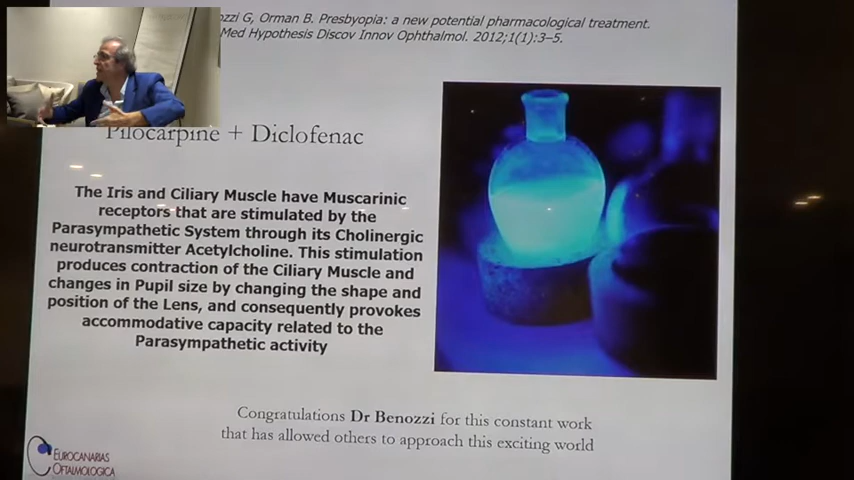 G, Orman B. Presbyopia: a new potential pharmacological treatment.
Med Hypothesis Discov Innov Ophthalmol. 2012;1(1):3–5.
Pilocarpine + Diclofenac
The Iris and Ciliary Muscle have Muscarinic
receptors that are stimulated by the
Parasympathetic System through its Cholinergic
neurotransmitter Acetylcholine. This stimulation
produces contraction of the Ciliary Muscle and
changes in Pupil size by changing the shape and
position of the Lens, and consequently provokes
accommodative capacity related to the
Parasympathetic activity
Congratulations Dr Benozzi for this constant work
that has allowed others to approach this exciting world
EUROCANARIAS
OFTALMOLOGICA